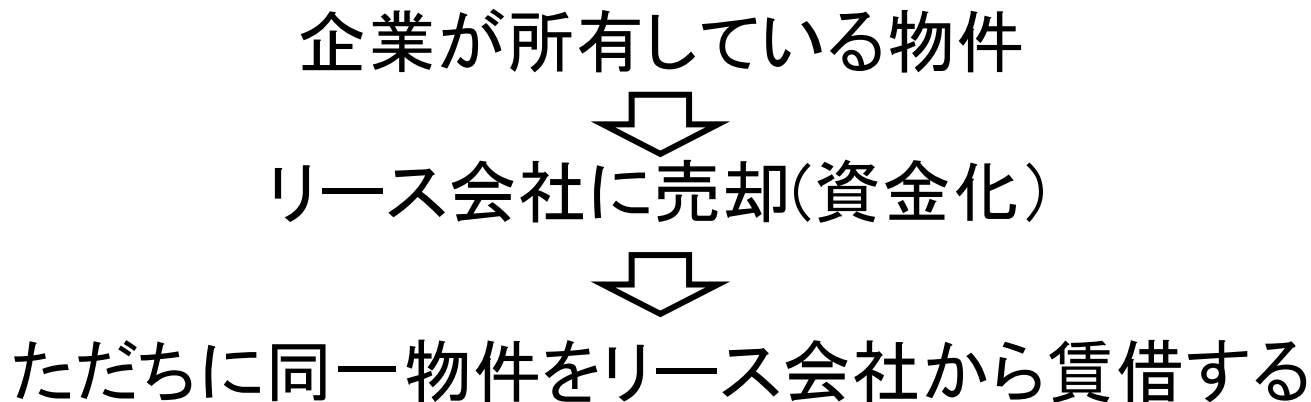 企業が所有している物件
リース会社に売却(資金化)
ただちに同一物件をリース会社から賃借する